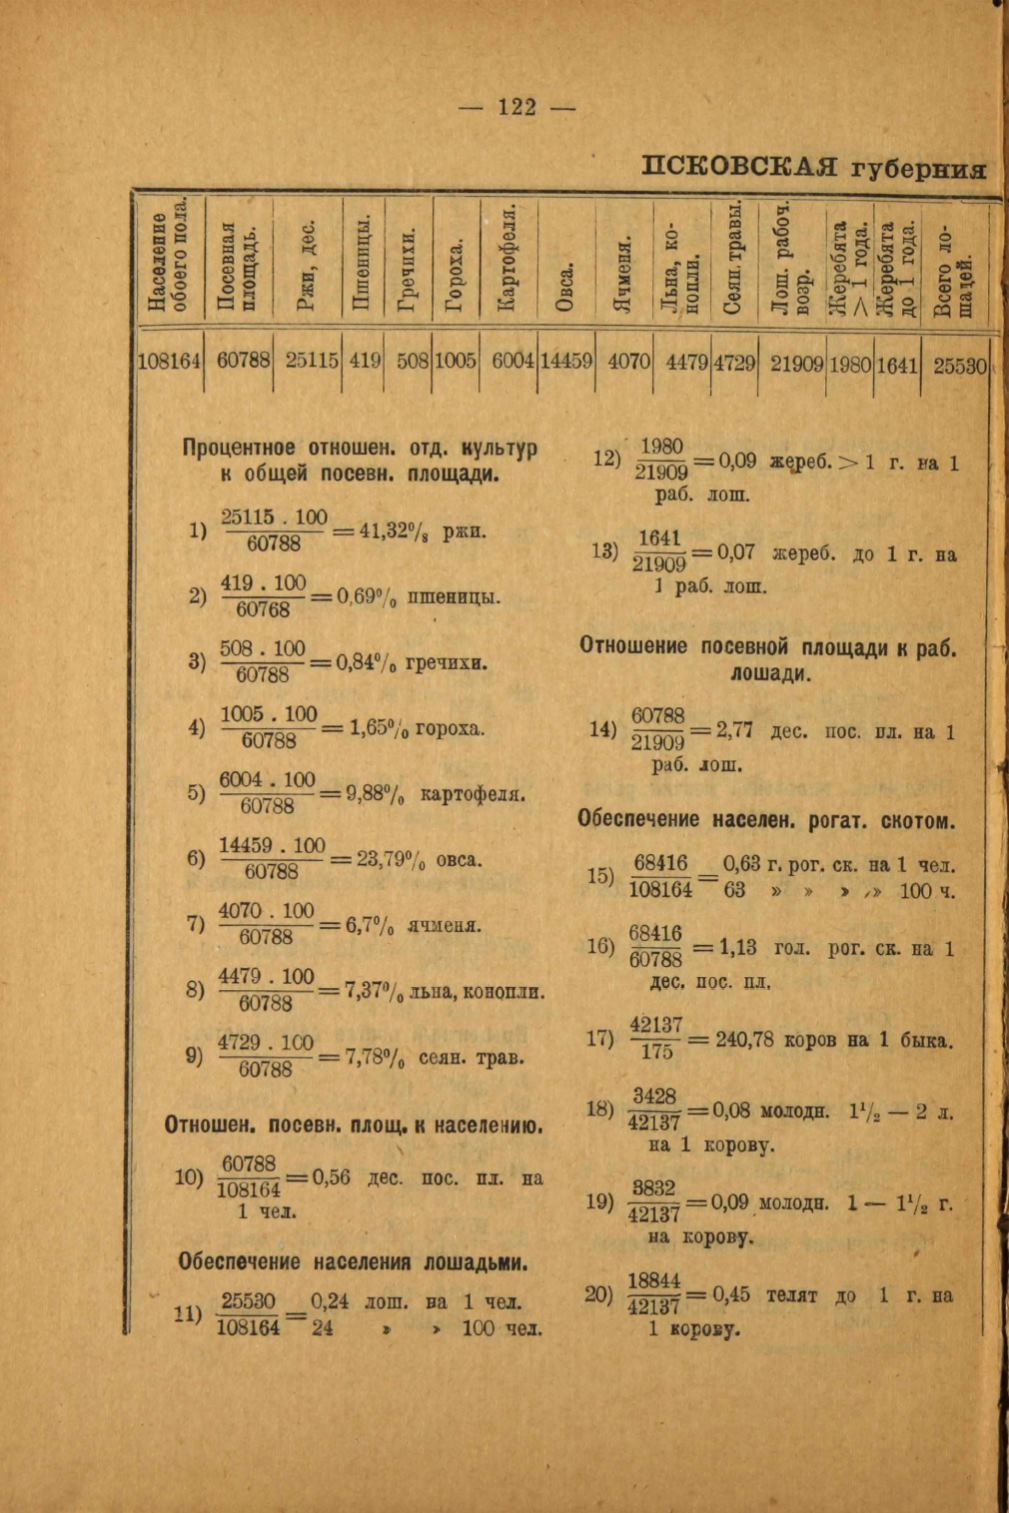 — 122 —
ПСКОВСКАЯ губерния
Население обоего пола.
Посевная площадь.
Ржи, дес.
Пшеницы.
Гречихи.
Гороха.
Картофеля.
Овса.
Ячменя.
Льна, ко-
нопли.
Сеян. травы.
Лош. рабоч. возр.
Жеребята > 1 года.
Жеребята до 1 года.
Всего ло-
шадей.
108164 60788 25115 419 508 1005 6004 14459 4070 4479 4729 21909 1980 1641 25530
Процентное отношен. отд. культур
к общей посевн. площади.
1) 25115 . 100 / 60788 = 41,32% ржи.
2) 419 . 100 / 60768 = 0,69% пшеницы.
3) 508 . 100 / 60788 = 0,84% гречихи.
4) 1005 . 100 / 60788 = 1,65% гороха.
5) 6004 . 100 / 60788 = 9,88% картофеля.
6) 14459 . 100 / 60788 = 23,79% овса.
7) 4070 . 100 / 60788 = 6,7% ячменя.
8) 4479 . 100 / 60788 = 7,37% льна, конопли.
9) 4729 . 100 / 60788 = 7,78% сеян. трав.
Отношен. посевн. площ. к населению.
10) 60788 / 108164 = 0,56 дес. пос. пл. на
1 чел.
Обеспечение населения лошадьми.
11) 25530 / 108164 = 0,24 лош. на 1 чел.
24 » » 100 чел.
12) 1980 / 21909 = 0,09 жереб. > 1 г. на 1
раб. лош.
13) 1641 / 21909 = 0,07 жереб. до 1 г. на
1 раб. лош.
Отношение посевной площади к раб.
лошади.
14) 60788 / 21909 = 2,77 дес. пос. пл. на 1
раб. лош.
Обеспечение населен. рогат. скотом.
15) 68416 / 108164 = 0,63 г. рог. ск. на 1 чел.
63 » » » » 100 ч.
16) 68416 / 60788 = 1,13 гол. рог. ск. на 1
дес. пос. пл.
17) 42137 / 175 = 240,78 коров на 1 быка.
18) 3428 / 42137 = 0,08 молодн. 1½ — 2 л.
на 1 корову.
19) 3832 / 42137 = 0,09 молодн. 1 — 1½ г.
на корову.
20) 18844 / 42137 = 0,45 телят до 1 г. на
1 корову.